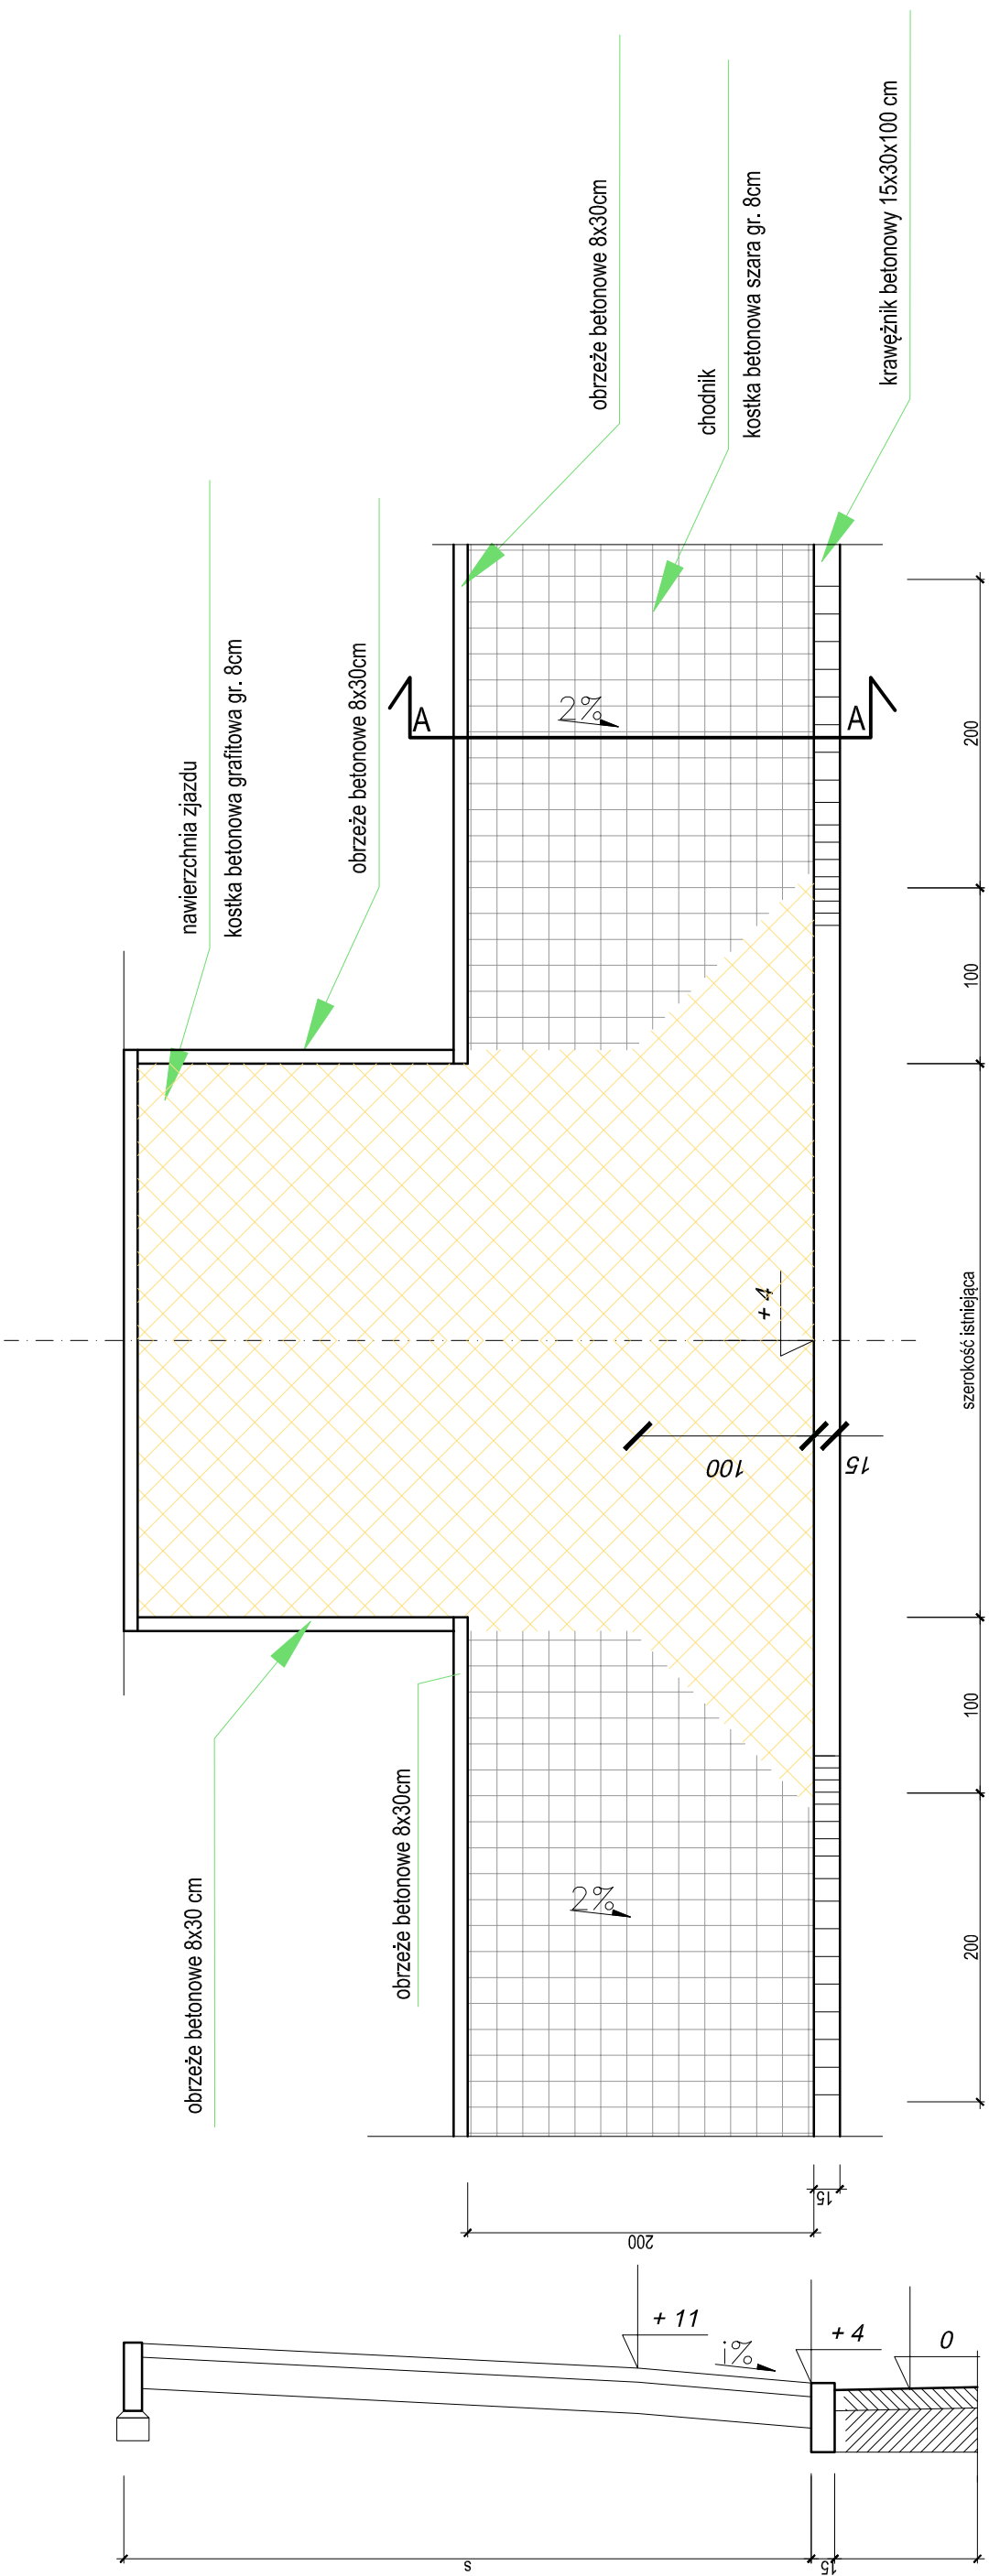 krawężnik betonowy 15x30x100 cm
obrzeże betonowe 8x30cm
chodnik
kostka betonowa szara gr. 8cm
nawierzchnia zjazdu
kostka betonowa grafitowa gr. 8cm
obrzeże betonowe 8x30cm
A
A
2%
200
100
+ 4
szerokość istniejąca
100
15
100
obrzeże betonowe 8x30cm
obrzeże betonowe 8x30 cm
2%
200
15
200
+ 11
i%
+ 4
0
s
15